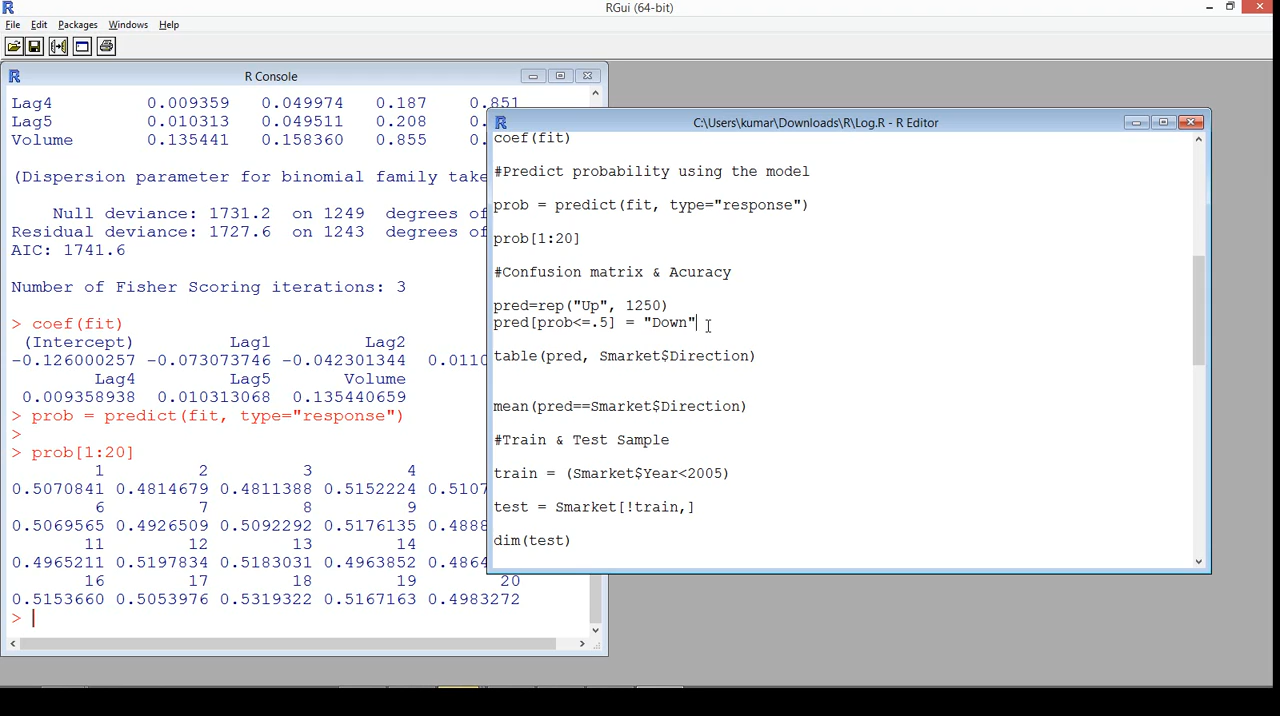 RGui (64-bit)
File Edit Packages Windows Help
R Console
Lag4 0.009359 0.049974 0.187 0.851
Lag5 0.010313 0.049511 0.208 0.
Volume 0.135441 0.158360 0.855 0.
(Dispersion parameter for binomial family take
Null deviance: 1731.2 on 1249 degrees of
Residual deviance: 1727.6 on 1243 degrees of
AIC: 1741.6
Number of Fisher Scoring iterations: 3
> coef(fit)
(Intercept) Lag1 Lag2
-0.126000257 -0.073073746 -0.042301344 0.0110
Lag4 Lag5 Volume
0.009358938 0.010313068 0.135440659
> prob = predict(fit, type="response")
>
> prob[1:20]
1 2 3 4
0.5070841 0.4814679 0.4811388 0.5152224 0.5107
6 7 8 9
0.5069565 0.4926509 0.5092292 0.5176135 0.4888
11 12 13 14
0.4965211 0.5197834 0.5183031 0.4963852 0.4864
16 17 18 19 20
0.5153660 0.5053976 0.5319322 0.5167163 0.4983272
>
C:\Users\kumar\Downloads\R\Log.R - R Editor
coef(fit)
#Predict probability using the model
prob = predict(fit, type="response")
prob[1:20]
#Confusion matrix & Acuracy
pred=rep("Up", 1250)
pred[prob<=.5] = "Down"
table(pred, Smarket$Direction)
mean(pred==Smarket$Direction)
#Train & Test Sample
train = (Smarket$Year<2005)
test = Smarket[!train,]
dim(test)